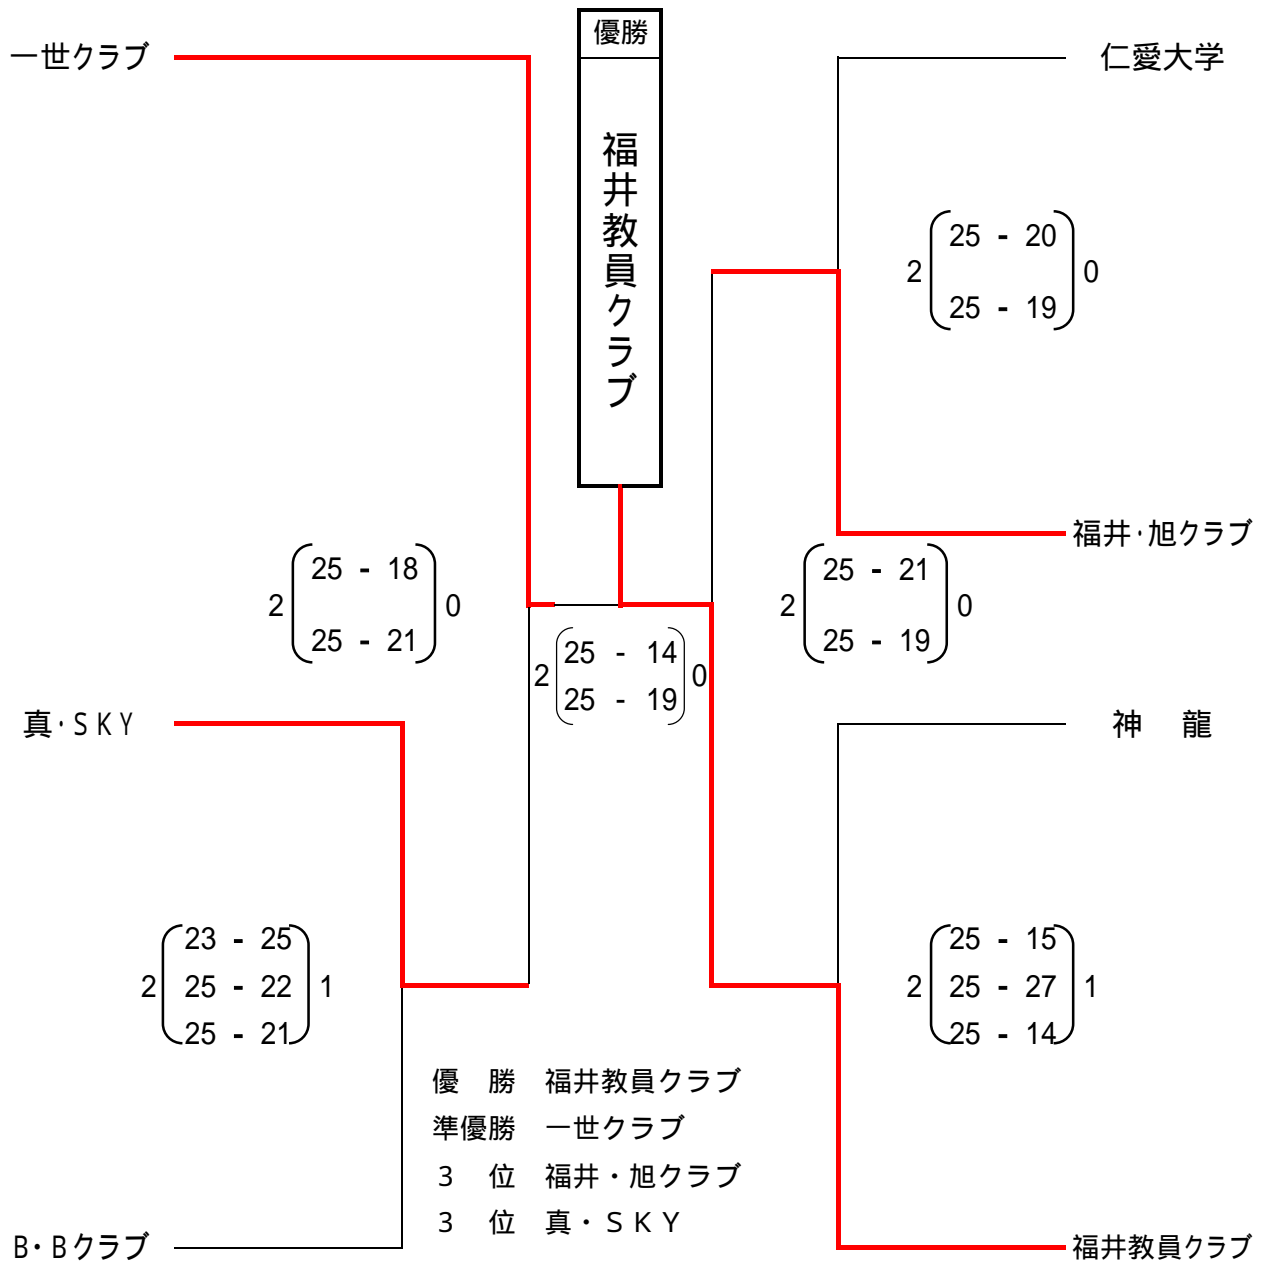 優勝
福井教員クラブ
一世クラブ
仁愛大学
2 25 - 20 0
25 - 19
福井・旭クラブ
2 25 - 18 0
25 - 21
2 25 - 21 0
25 - 19
2 25 - 14 0
25 - 19
真・SKY
神　龍
2 23 - 25 1
25 - 22
25 - 21
2 25 - 15 1
25 - 27
25 - 14
優　勝　福井教員クラブ
準優勝　一世クラブ
3　位　福井・旭クラブ
3　位　真・ＳＫＹ
B・Bクラブ
福井教員クラブ